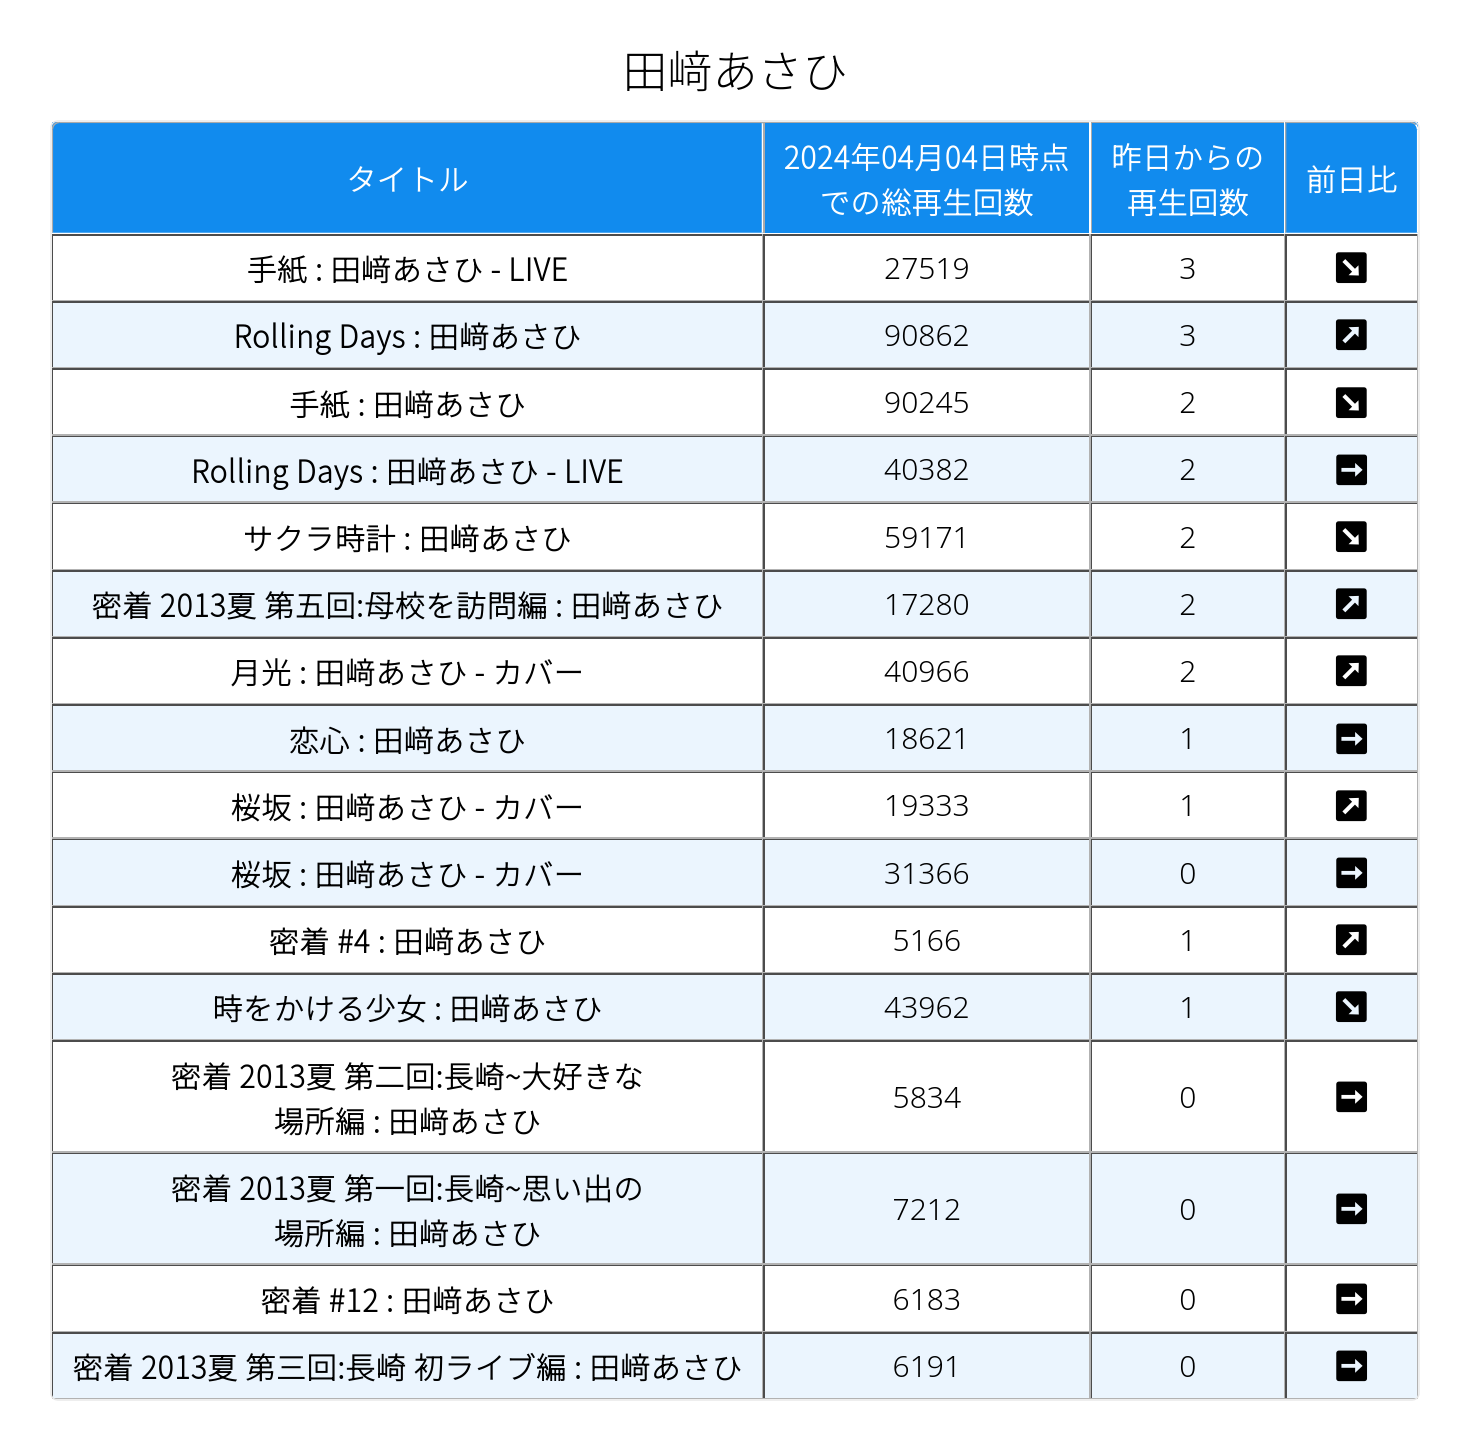 田﨑あさひ
タイトル
2024年04月04日時点
での総再生回数
昨日からの
再生回数
前日比
手紙 : 田﨑あさひ - LIVE 27519 3
Rolling Days : 田﨑あさひ 90862 3
手紙 : 田﨑あさひ 90245 2
Rolling Days : 田﨑あさひ - LIVE 40382 2
サクラ時計 : 田﨑あさひ 59171 2
密着 2013夏 第五回:母校を訪問編 : 田﨑あさひ 17280 2
月光 : 田﨑あさひ - カバー 40966 2
恋心 : 田﨑あさひ 18621 1
桜坂 : 田﨑あさひ - カバー 19333 1
桜坂 : 田﨑あさひ - カバー 31366 0
密着 #4 : 田﨑あさひ 5166 1
時をかける少女 : 田﨑あさひ 43962 1
密着 2013夏 第二回:長崎~大好きな
場所編 : 田﨑あさひ 5834 0
密着 2013夏 第一回:長崎~思い出の
場所編 : 田﨑あさひ 7212 0
密着 #12 : 田﨑あさひ 6183 0
密着 2013夏 第三回:長崎 初ライブ編 : 田﨑あさひ 6191 0